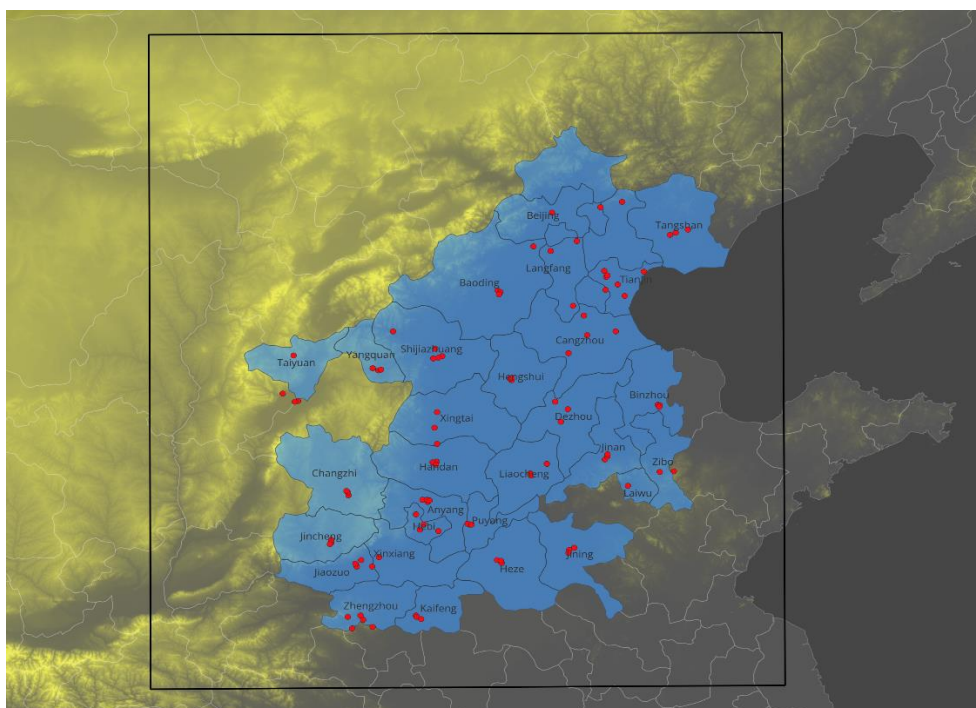 Beijing
Tangshan
Langfang
Baoding
Tianjin
Cangzhou
Taiyuan
Yangquan
Shijiazhuang
Hengshui
Binzhou
Xingtai
Dezhou
Jinan
Handan
Changzhi
Liaocheng
Zibo
Laiwu
Anyang
Puyang
Hebi
Jincheng
Xinxiang
Jining
Jiaozuo
Heze
Zhengzhou
Kaifeng